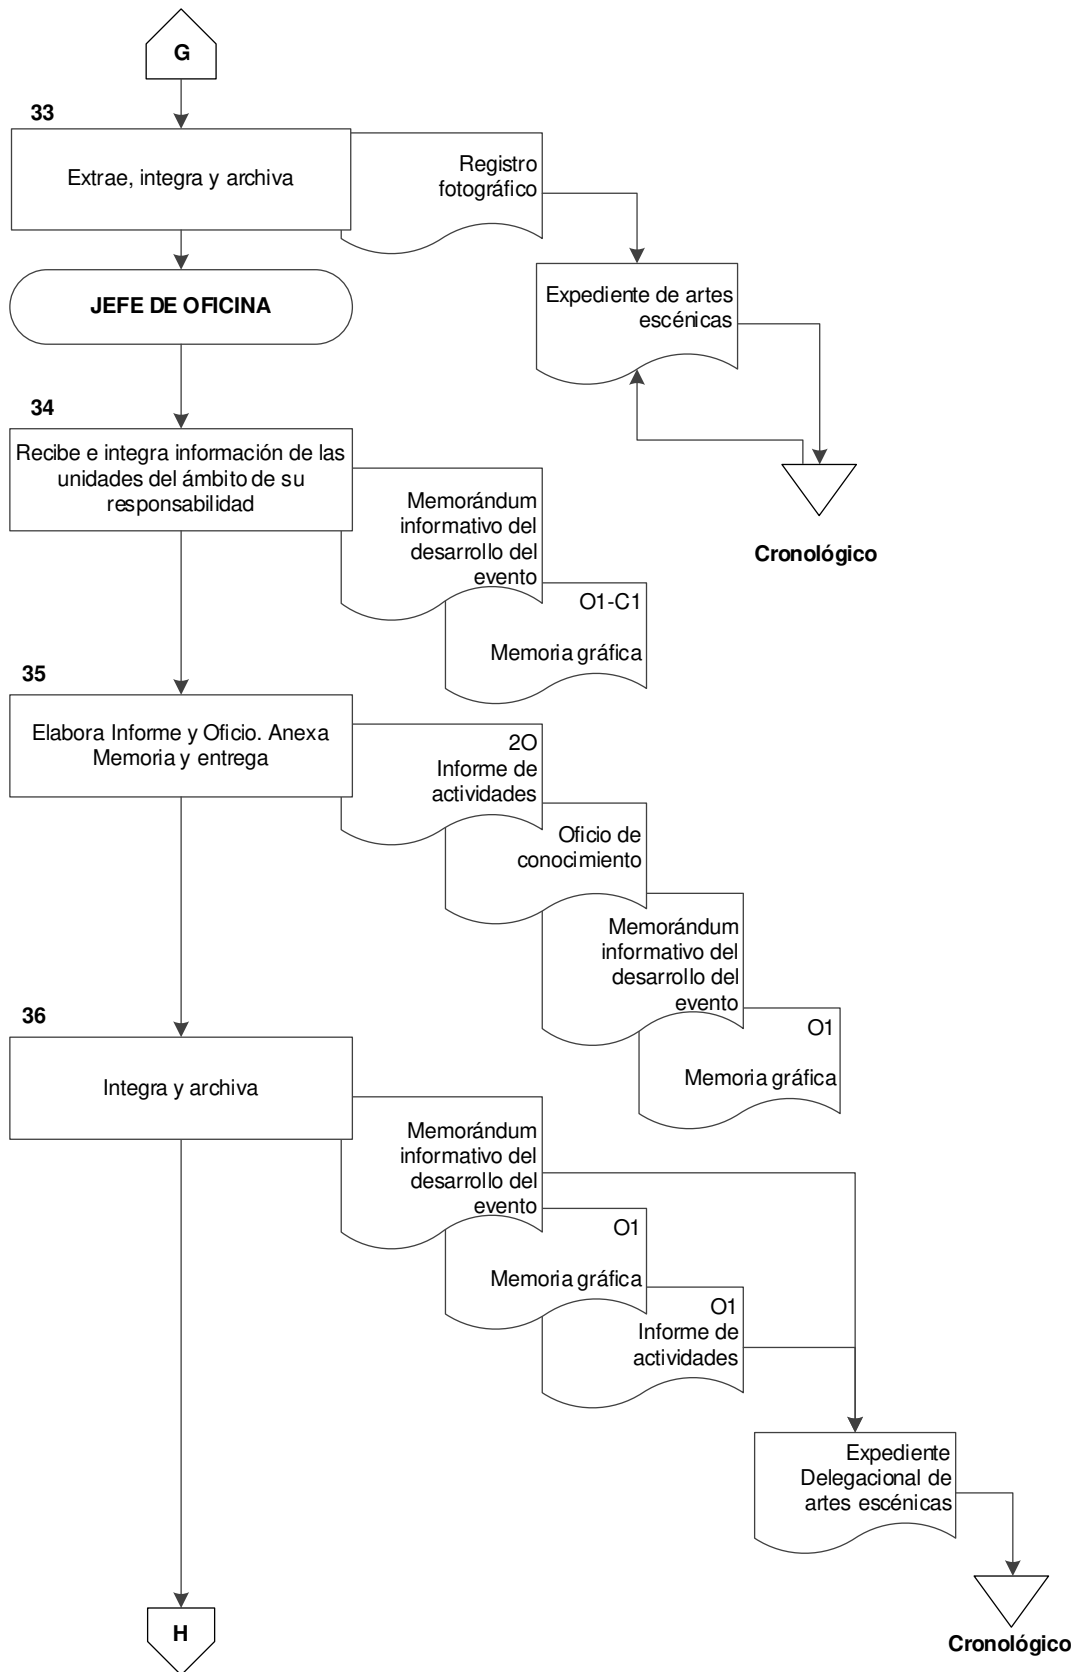 G
33
Extrae, integra y archiva
Registro
fotográfico
Expediente de artes
escénicas
JEFE DE OFICINA
Cronológico
34
Recibe e integra información de las
unidades del ámbito de su
responsabilidad
Memorándum
informativo del
desarrollo del
evento
O1-C1
Memoria gráfica
35
Elabora Informe y Oficio. Anexa
Memoria y entrega
2O
Informe de
actividades
Oficio de
conocimiento
Memorándum
informativo del
desarrollo del
evento
O1
Memoria gráfica
36
Integra y archiva
Memorándum
informativo del
desarrollo del
evento
O1
Memoria gráfica
O1
Informe de
actividades
Expediente
Delegacional de
artes escénicas
Cronológico
H